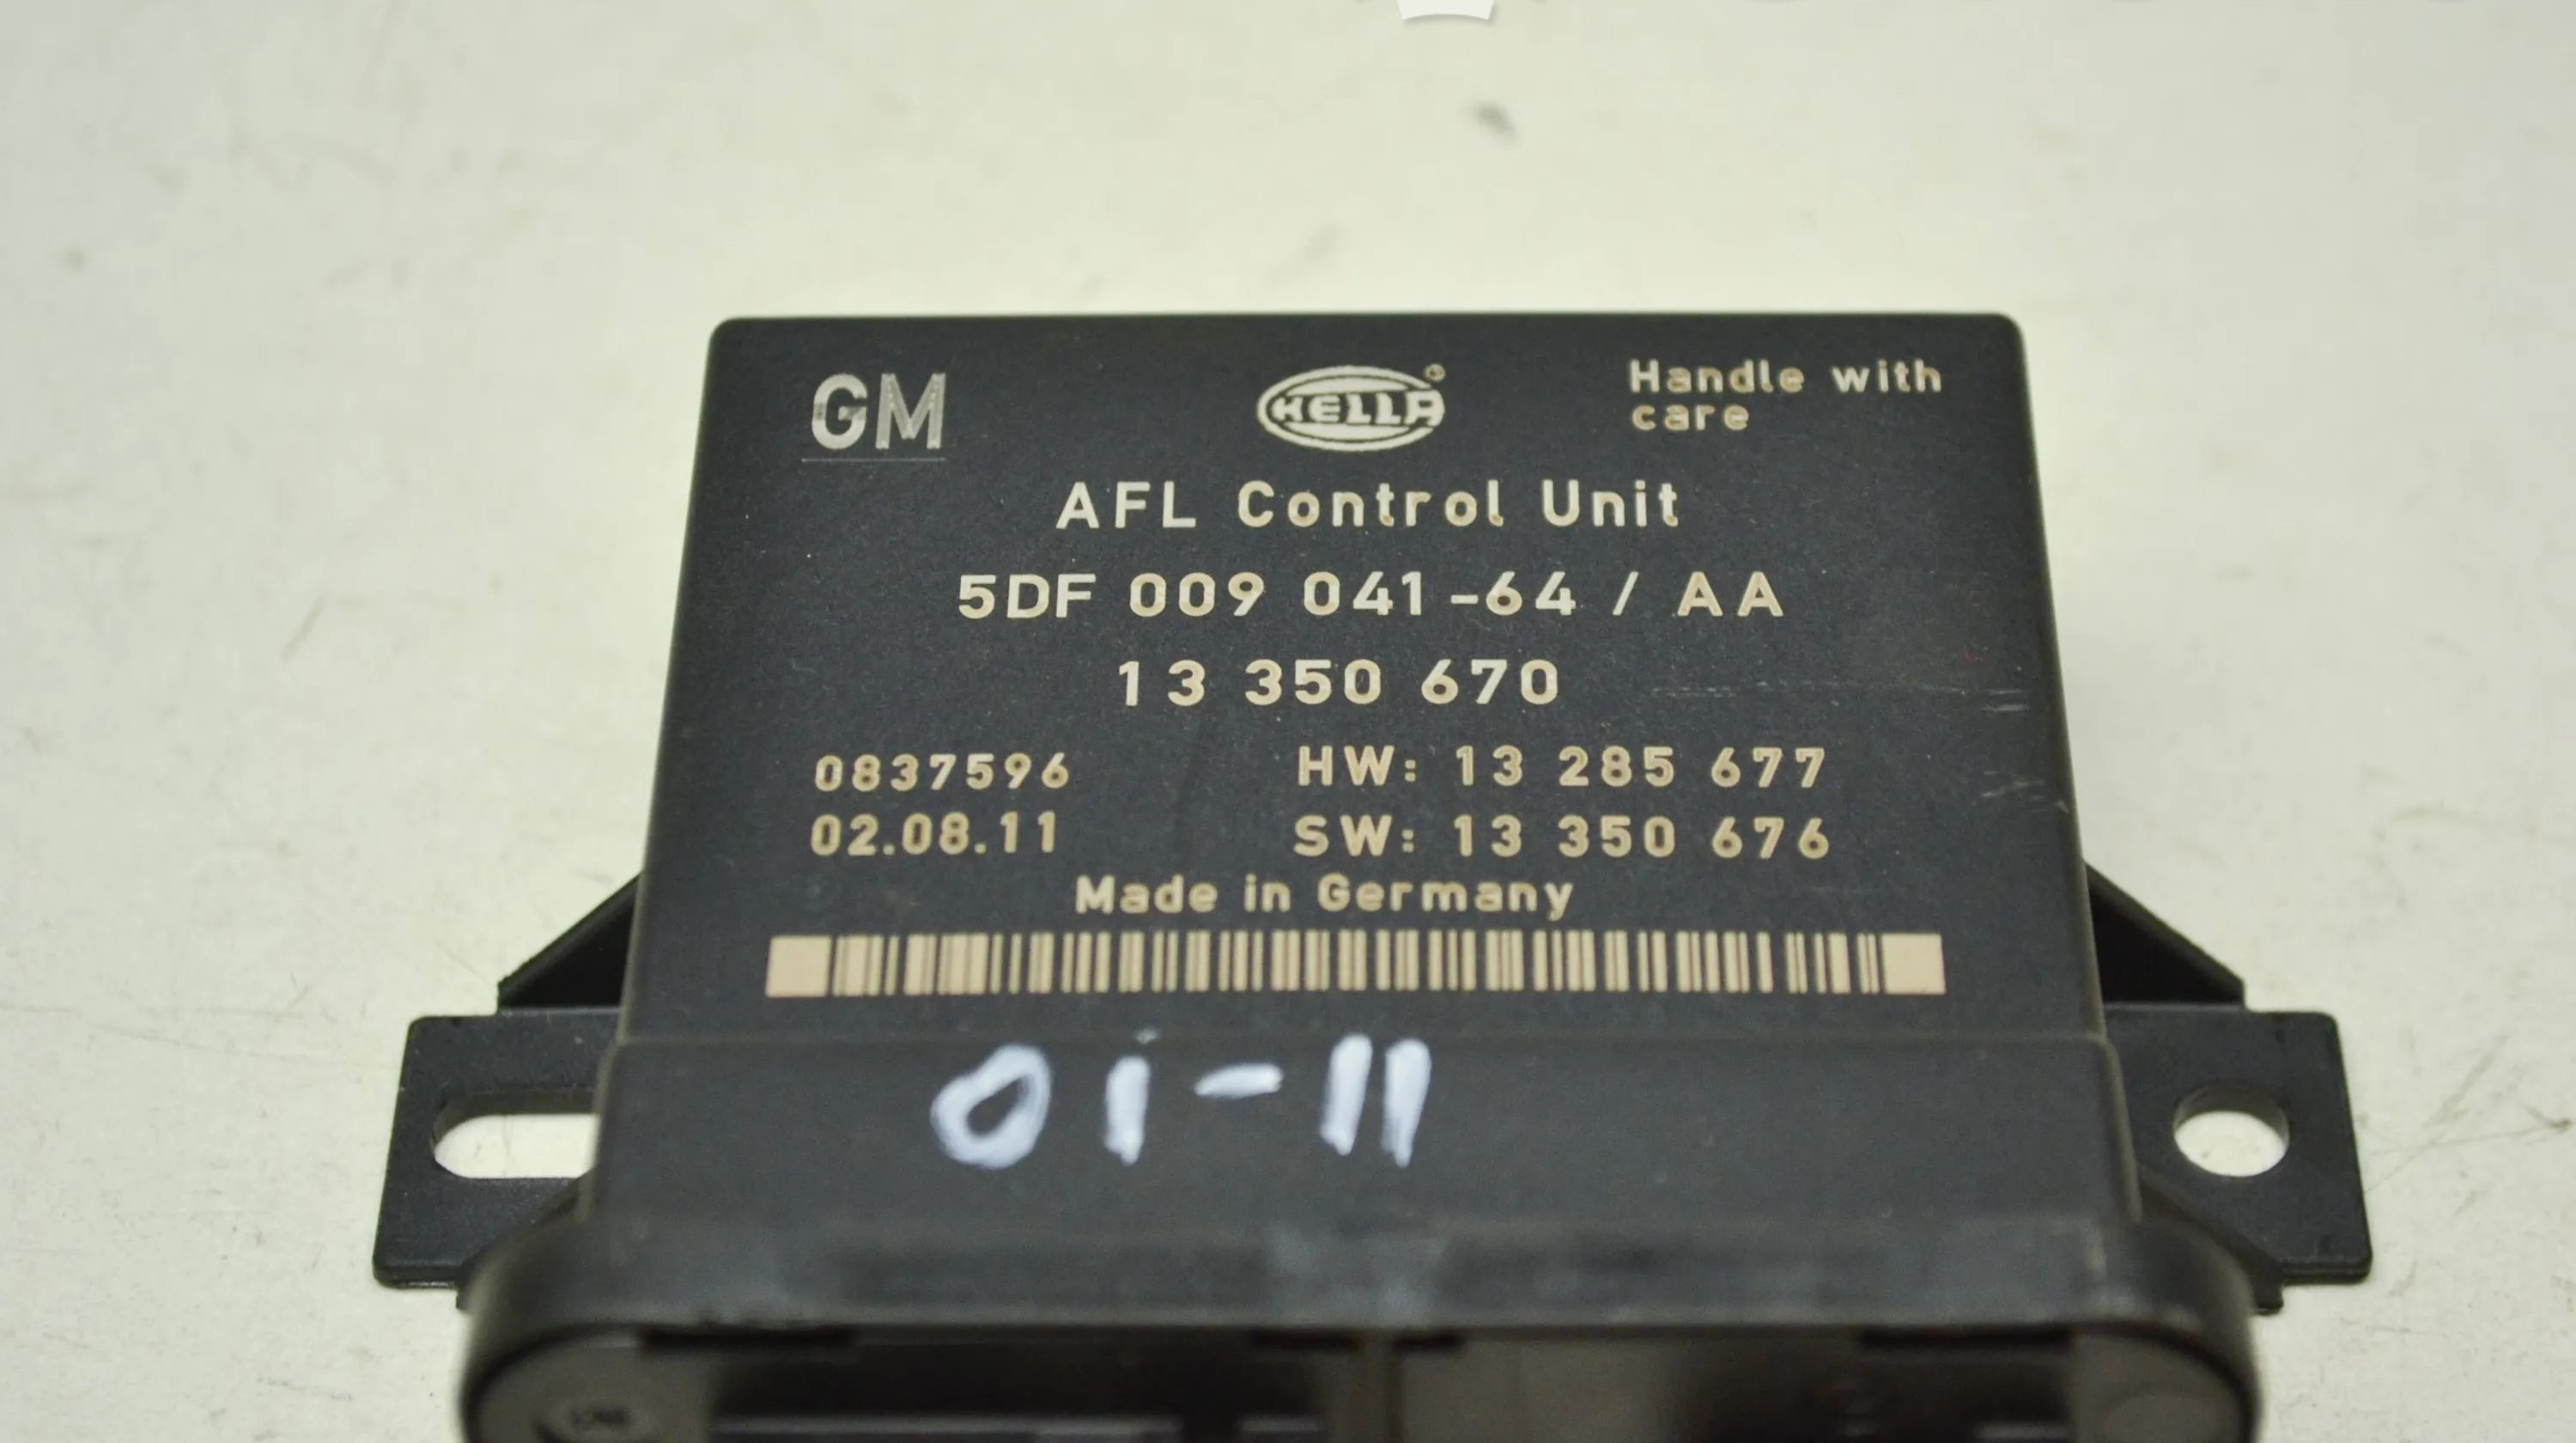 GM
HELLA
Handle with
care
AFL Control Unit
5DF 009 041-64 / AA
13 350 670
0837596
HW: 13 285 677
02.08.11
SW: 13 350 676
Made in Germany
01-11